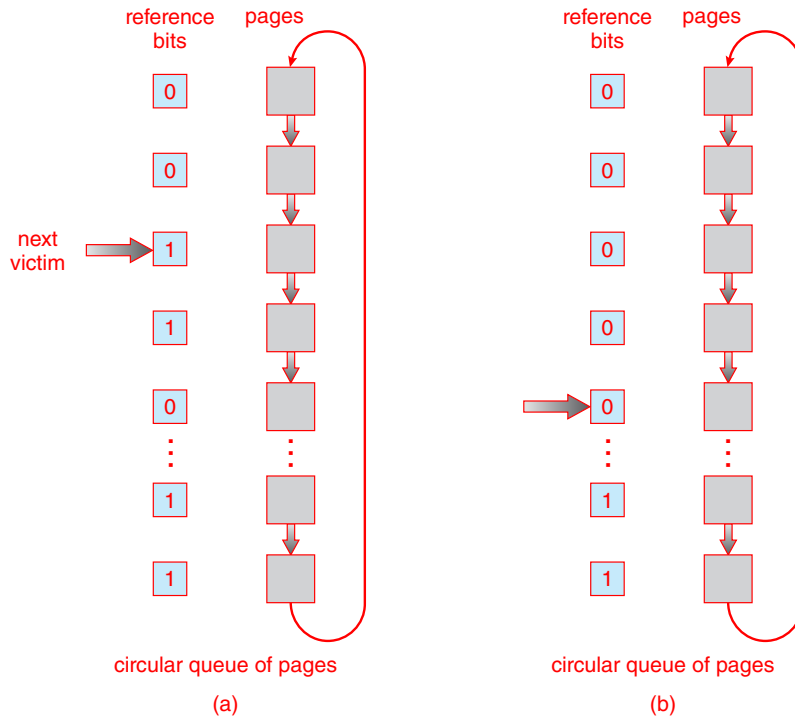 reference
bits
pages
0
0
next
victim
1
1
0
1
1
circular queue of pages
(a)
reference
bits
pages
0
0
0
0
0
1
1
circular queue of pages
(b)